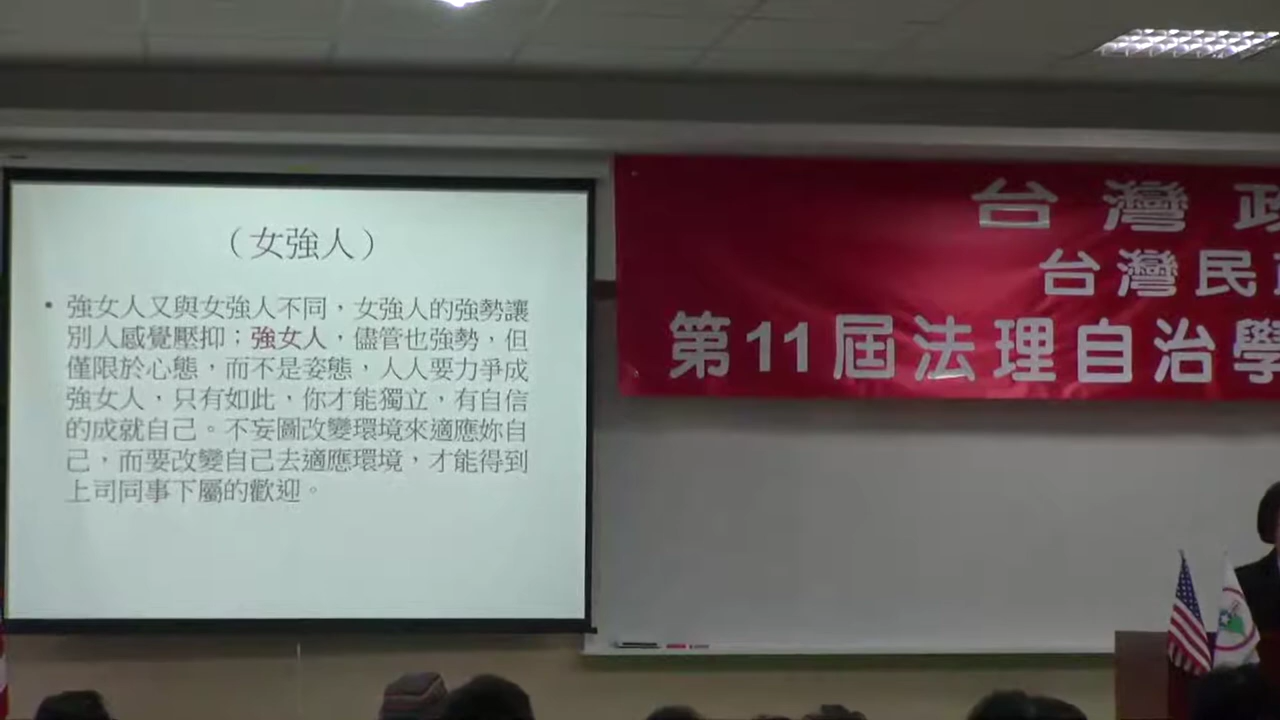 （女強人）
• 強女人又與女強人不同，女強人的強勢讓
別人感覺壓抑；強女人，儘管也強勢，但
僅限於心態，而不是姿態，人人要力爭成
強女人，只有如此，你才能獨立，有自信
的成就自己。不妄圖改變環境來適應妳自
己，而要改變自己去適應環境，才能得到
上司同事下屬的歡迎。
台灣政
台灣民
第11屆法理自治學